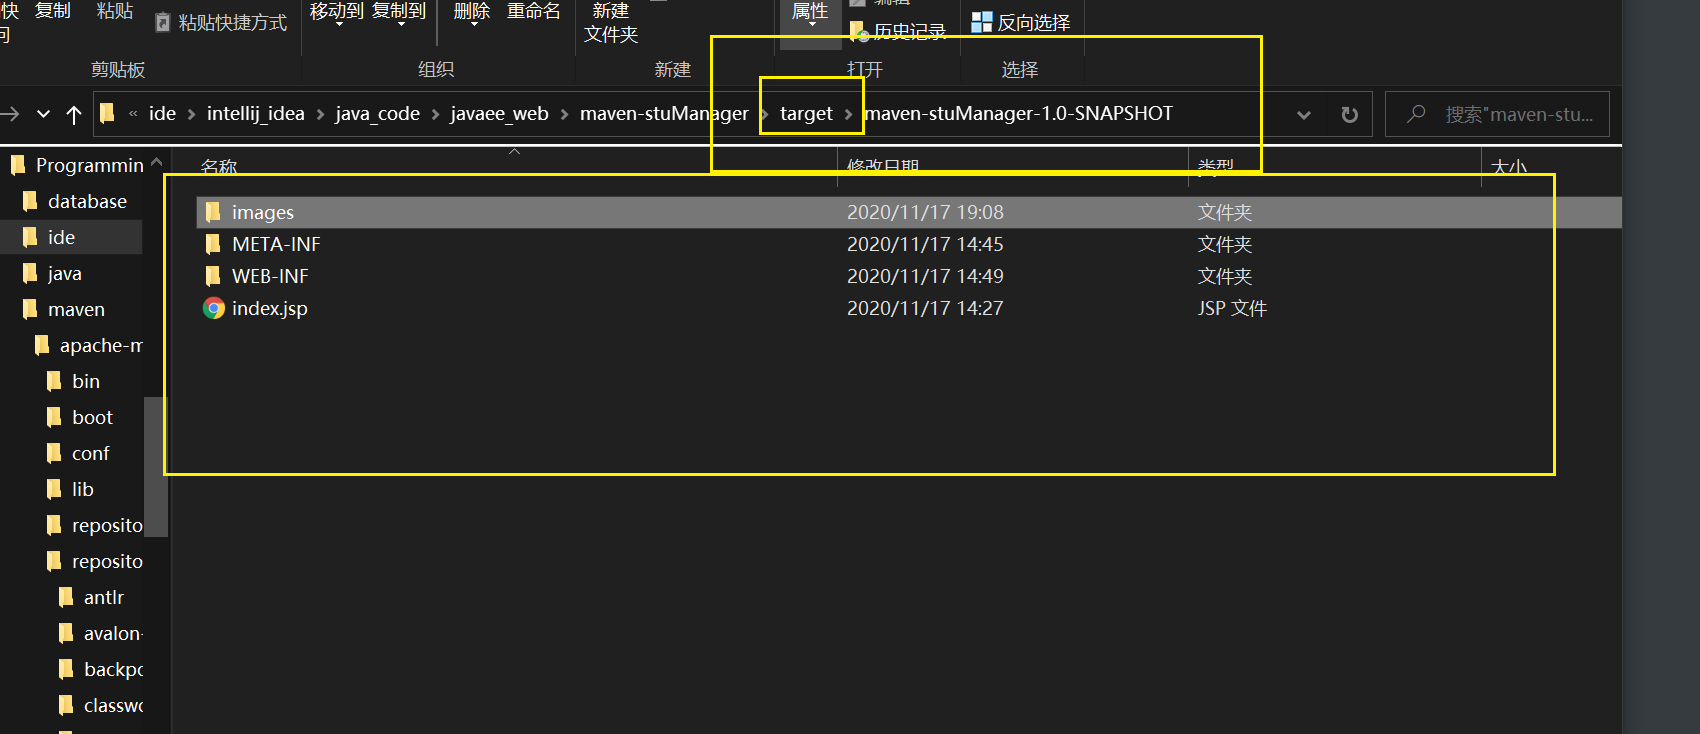 快 复制 粘贴 移动到 复制到 删除 重命名 新建 属性 编辑
问 粘贴快捷方式 文件夹 历史记录 反向选择
剪贴板 组织 新建 打开 选择
« ide > intellij_idea > java_code > javaee_web > maven-stuManager > target > maven-stuManager-1.0-SNAPSHOT 搜索"maven-stu...
名称 修改日期 类型 大小
images 2020/11/17 19:08 文件夹
META-INF 2020/11/17 14:45 文件夹
WEB-INF 2020/11/17 14:49 文件夹
index.jsp 2020/11/17 14:27 JSP 文件
Programmin
database
ide
java
maven
apache-m
bin
boot
conf
lib
reposito
reposito
antlr
avalon-
backpo
classwo